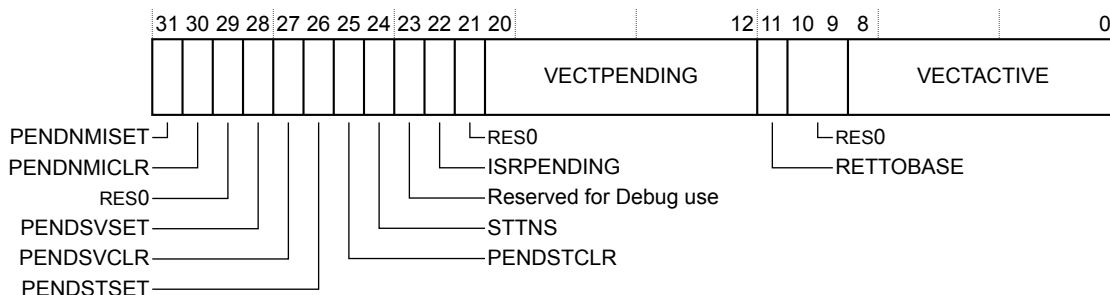 31 30 29 28 27 26 25 24 23 22 21 20 12 11 10 9 8 0
VECTPENDING VECTACTIVE
PENDNMISET RES0 RES0
PENDNMICLR ISRPENDING RETTOBASE
RES0 Reserved for Debug use
PENDSVSET STTNS
PENDSVCLR PENDSTCLR
PENDSTSET